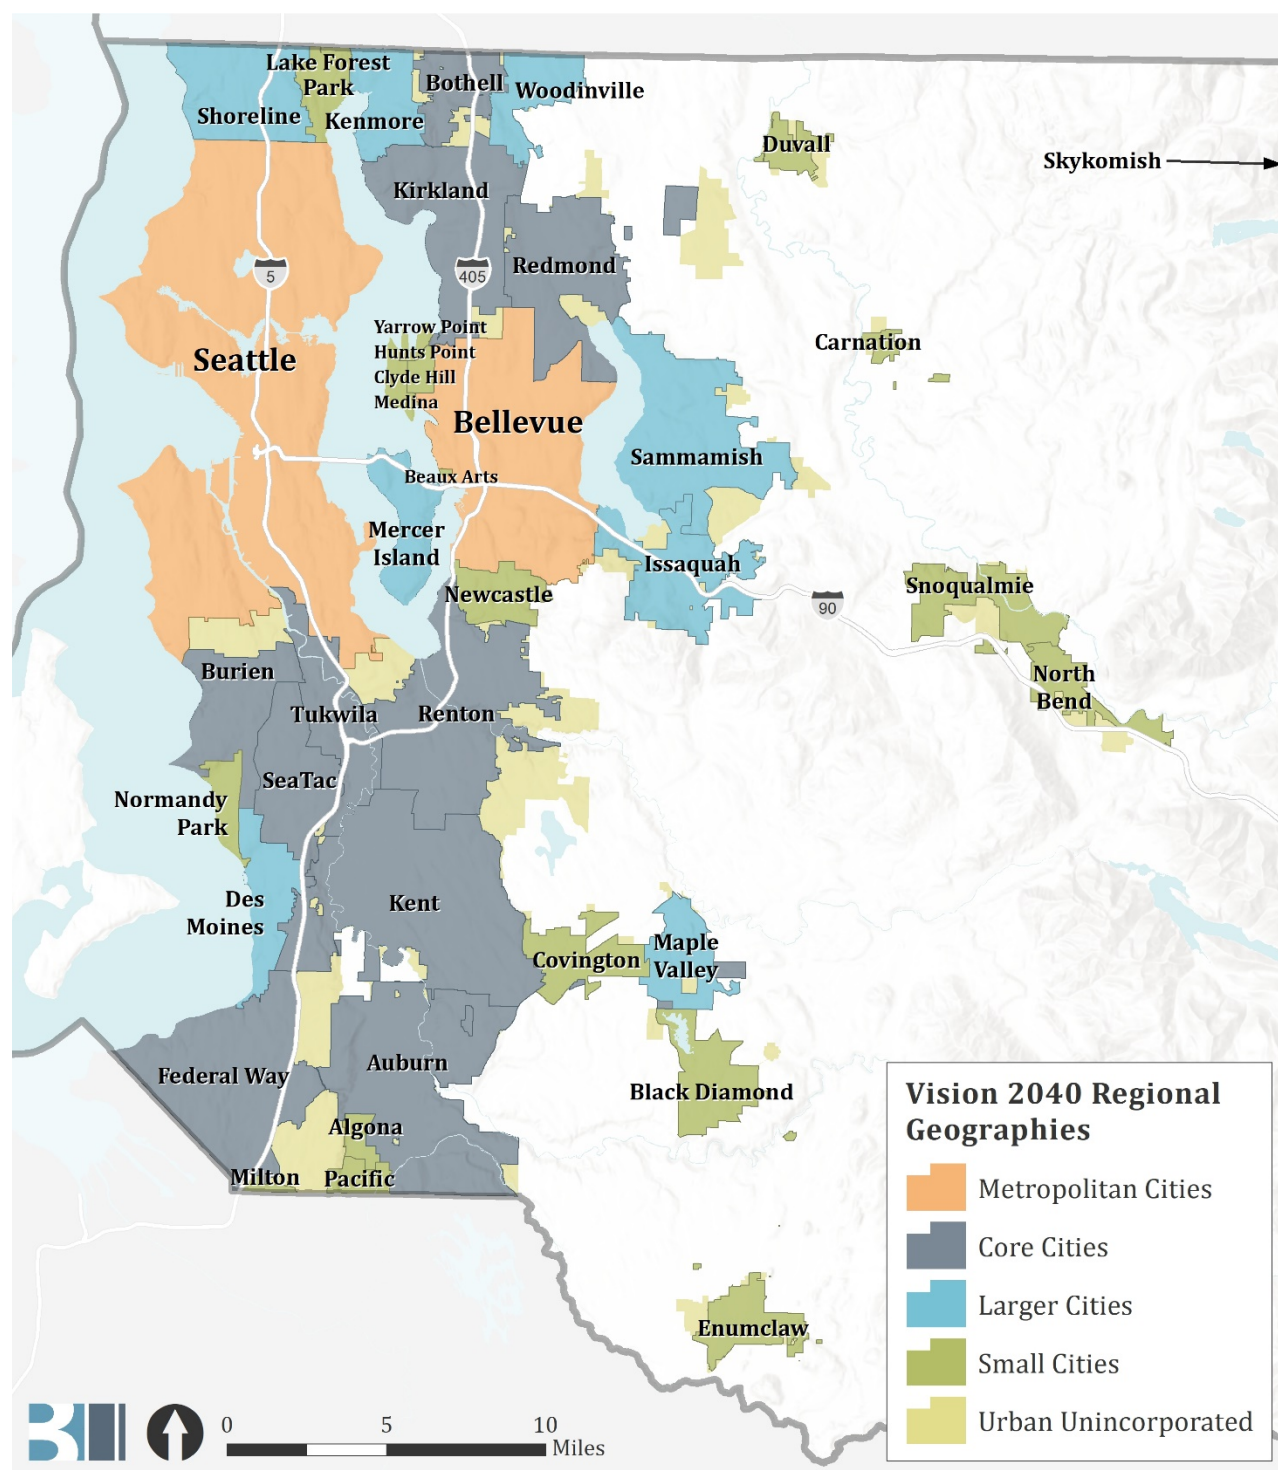 Lake Forest
Park
Bothell
Woodinville
Shoreline
Kenmore
Duvall
Skykomish
Kirkland
Redmond
5
405
Yarrow Point
Hunts Point
Clyde Hill
Medina
Carnation
Seattle
Bellevue
Sammamish
Beaux Arts
Mercer
Island
Issaquah
Newcastle
90
Snoqualmie
North
Bend
Burien
Tukwila
Renton
SeaTac
Normandy
Park
Des
Moines
Kent
Covington
Maple
Valley
Federal Way
Auburn
Black Diamond
Algona
Milton
Pacific
Enumclaw
Vision 2040 Regional
Geographies
Metropolitan Cities
Core Cities
Larger Cities
Small Cities
Urban Unincorporated
0 5 10
Miles